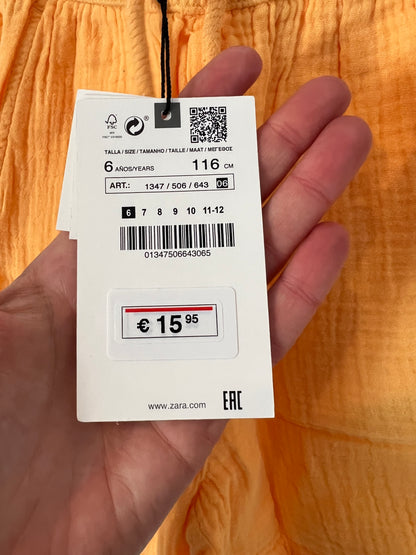 FSC
TALLA / SIZE / TAMANHO / TAILLE / MAAT / ΜΕΓΕΘΟΣ
6 AÑOS/YEARS 116 CM
ART.: 1347 / 506 / 643 06
6 7 8 9 10 11-12
01347506643065
€ 15 95
www.zara.com EAC